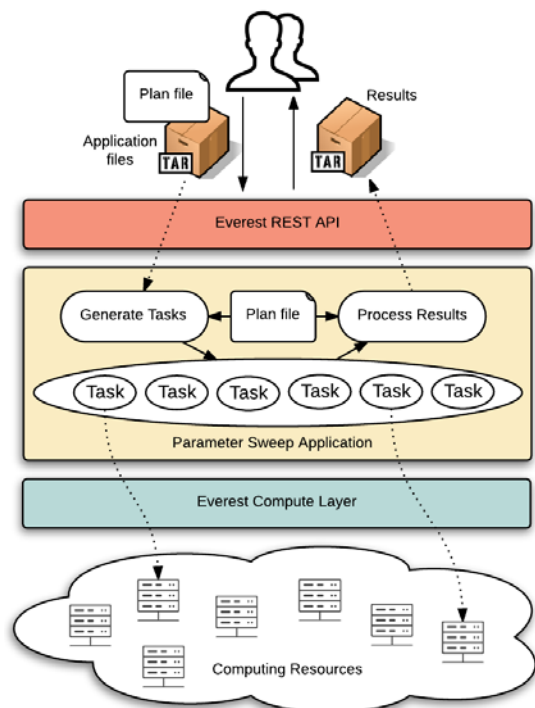 Plan file
Results
Application
files
TAR
TAR
Everest REST API
Generate Tasks
Plan file
Process Results
Task
Task
Task
Task
Task
Task
Parameter Sweep Application
Everest Compute Layer
Computing Resources